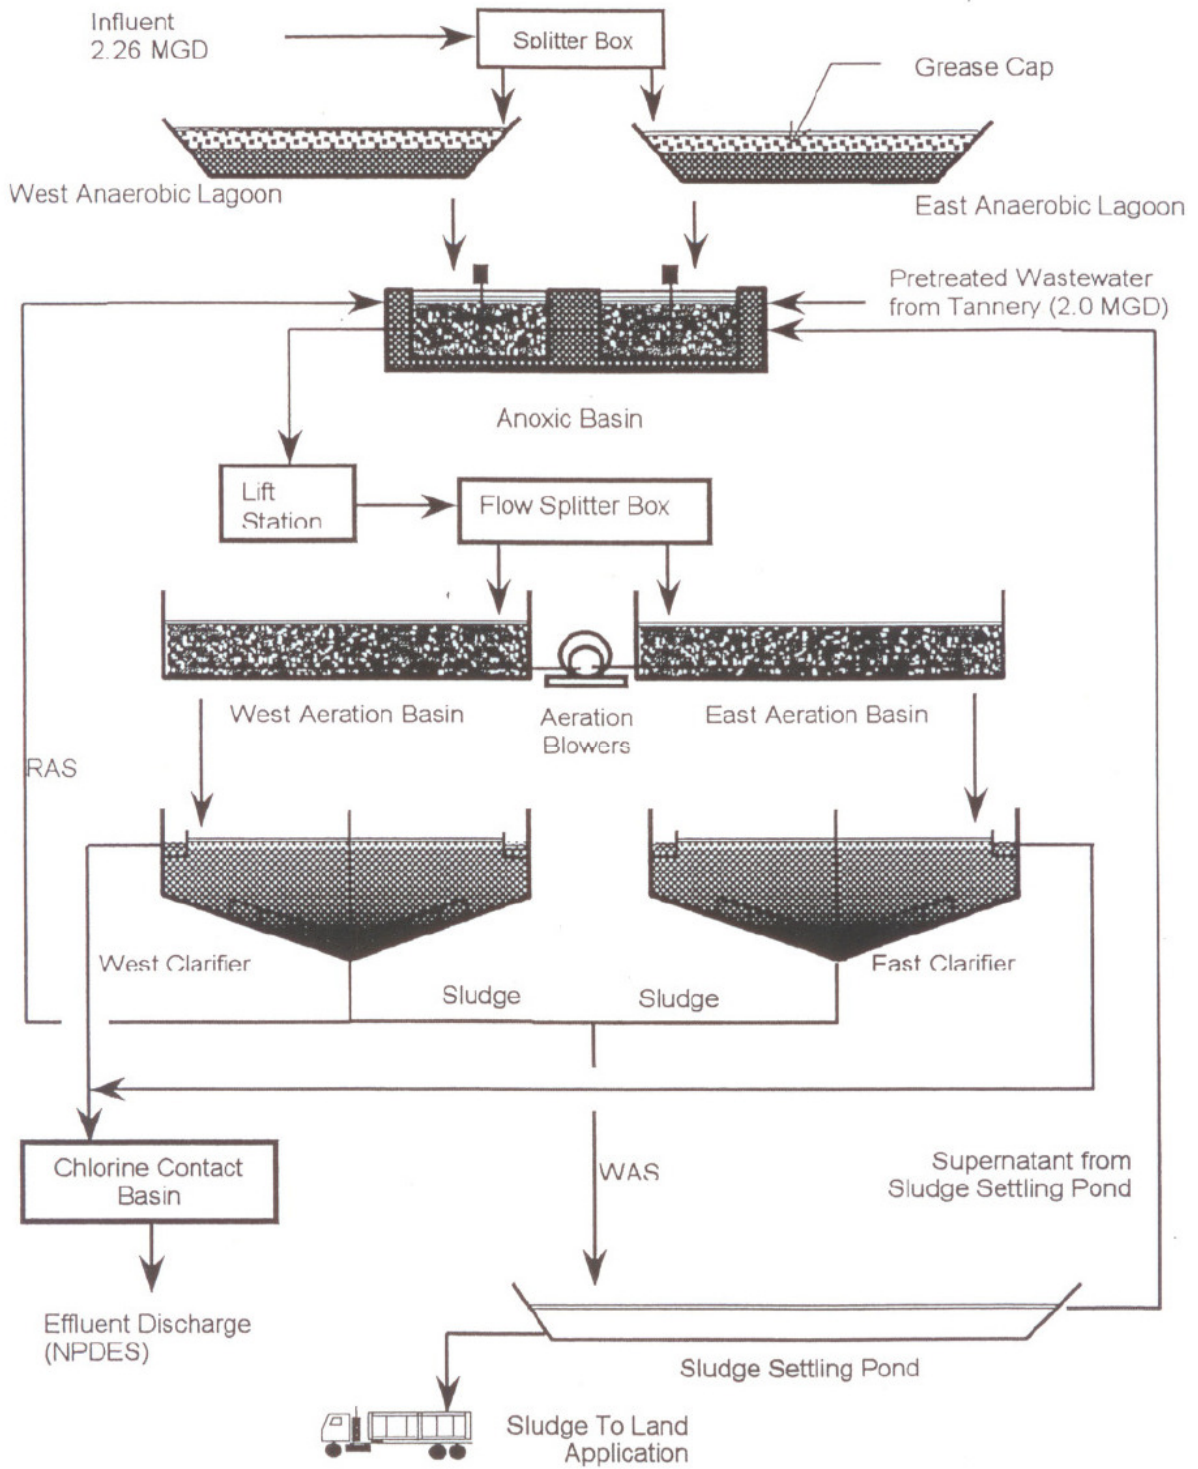 Influent
2.26 MGD
Splitter Box
Grease Cap
West Anaerobic Lagoon
East Anaerobic Lagoon
Pretreated Wastewater
from Tannery (2.0 MGD)
Anoxic Basin
Lift
Station
Flow Splitter Box
West Aeration Basin
Aeration
Blowers
East Aeration Basin
RAS
West Clarifier
Fast Clarifier
Sludge
Sludge
Chlorine Contact
Basin
WAS
Supernatant from
Sludge Settling Pond
Effluent Discharge
(NPDES)
Sludge Settling Pond
Sludge To Land
Application